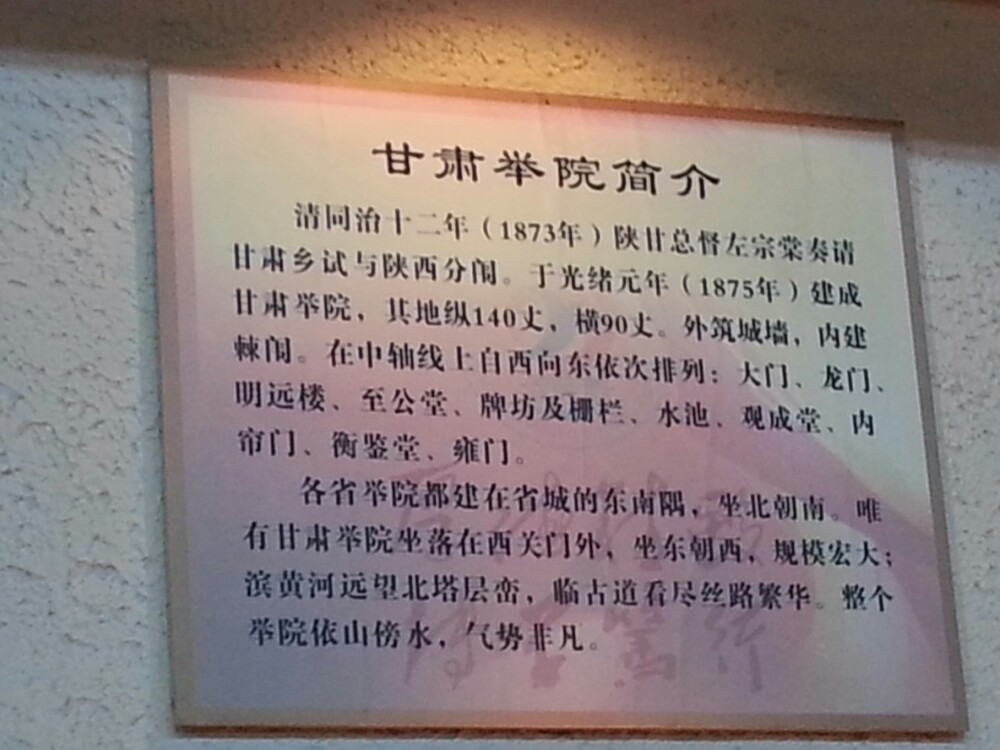 甘肃举院简介
清同治十二年（1873年）陕甘总督左宗棠奏请
甘肃乡试与陕西分闱。于光绪元年（1875年）建成
甘肃举院，其地纵140丈，横90丈。外筑城墙，内建
棘闱。在中轴线上自西向东依次排列：大门、龙门、
明远楼、至公堂、牌坊及栅栏、水池、观成堂、内
帘门、衡鉴堂、雍门。
各省举院都建在省城的东南隅，坐北朝南。唯
有甘肃举院坐落在西关门外，坐东朝西，规模宏大；
滨黄河远望北塔层峦，临古道看尽丝路繁华。整个
举院依山傍水，气势非凡。